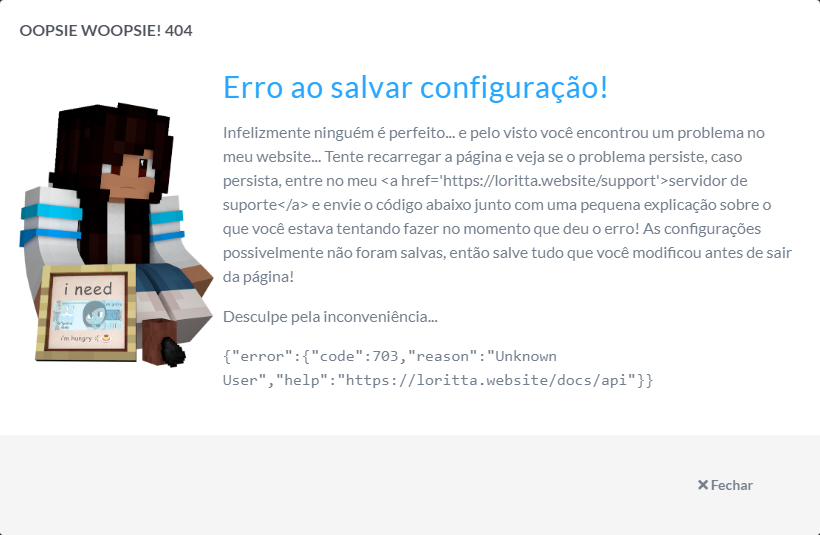 OOPSIE WOOPSIE! 404
Erro ao salvar configuração!
Infelizmente ninguém é perfeito... e pelo visto você encontrou um problema no
meu website... Tente recarregar a página e veja se o problema persiste, caso
persista, entre no meu <a href='https://loritta.website/support'>servidor de
suporte</a> e envie o código abaixo junto com uma pequena explicação sobre o
que você estava tentando fazer no momento que deu o erro! As configurações
possivelmente não foram salvas, então salve tudo que você modificou antes de sair
da página!
Desculpe pela inconveniência...
{"error":{"code":703,"reason":"Unknown
User","help":"https://loritta.website/docs/api"}}
i need
i'm hungry :(
Fechar